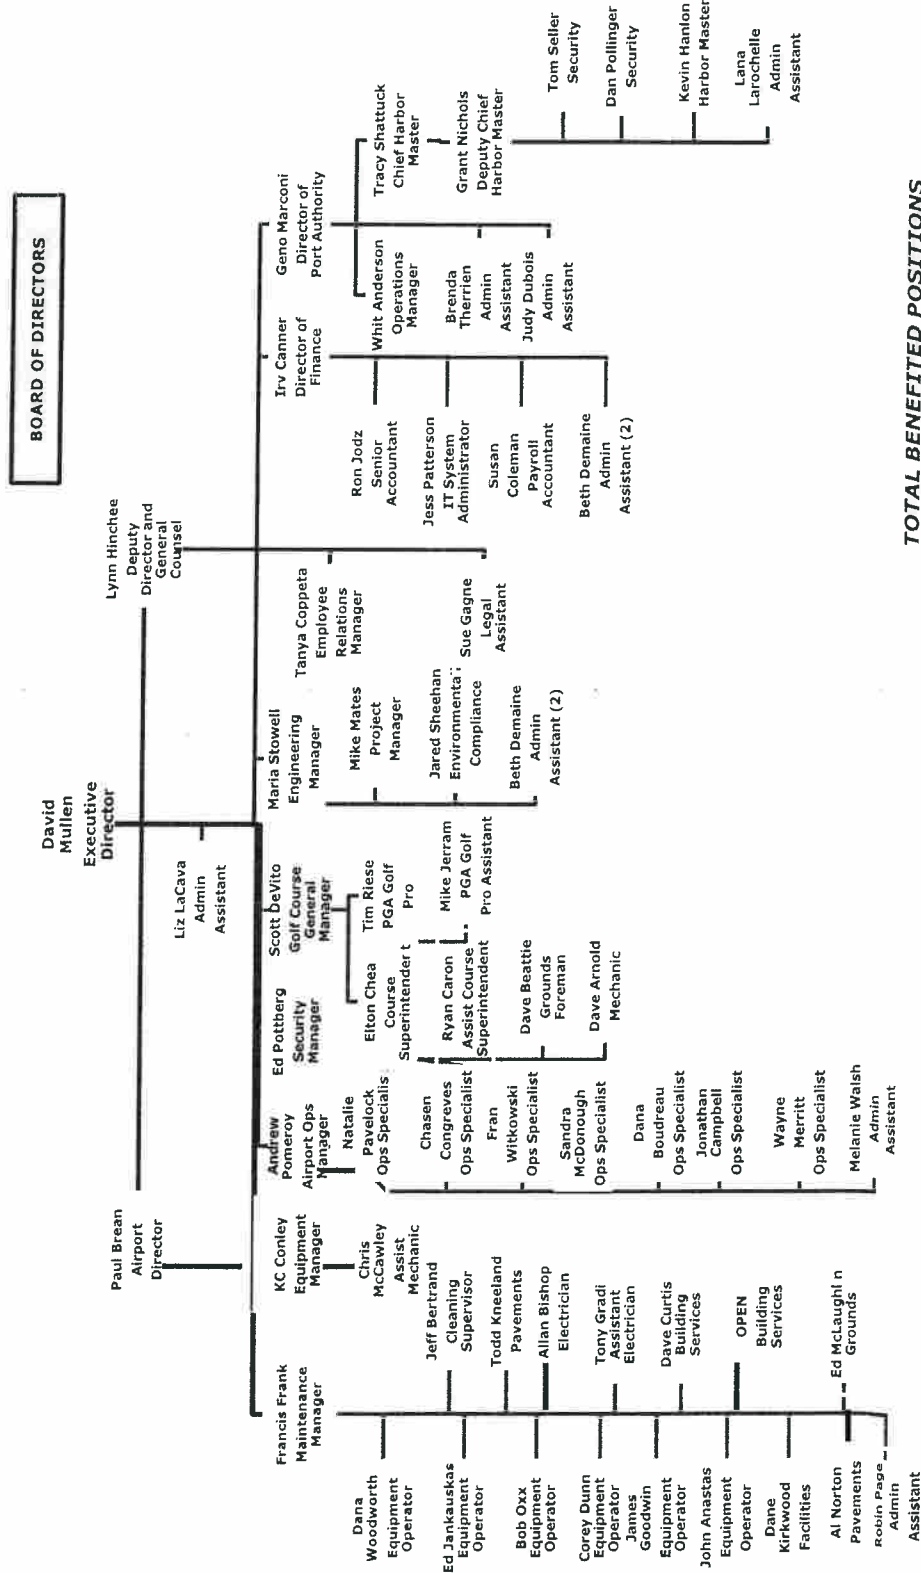 BOARD OF DIRECTORS
David
Mullen
Executive
Director
Paul Brean
Airport
Director
Lynn Hinchee
Deputy
Director and
General
Counsel
Liz LaCava
Admin
Assistant
Francis Frank
Maintenance
Manager
KC Conley
Equipment
Manager
Andrew
Pomeroy
Airport Ops
Manager
Ed Pottberg
Security
Manager
Scott DeVito
Golf Course
General
Manager
Maria Stowell
Engineering
Manager
Irv Canner
Director of
Finance
Geno Marconi
Director of
Port Authority
Dana
Woodworth
Equipment
Operator
Ed Jankauskas
Equipment
Operator
Bob Oxx
Equipment
Operator
Corey Dunn
Equipment
Operator
James
Goodwin
Equipment
Operator
John Anastas
Equipment
Operator
Dane
Kirkwood
Facilities
Al Norton
Pavements
Robin Page
Admin
Assistant
Jeff Bertrand
Cleaning
Supervisor
Todd Kneeland
Pavements
Allan Bishop
Electrician
Tony Gradi
Assistant
Electrician
Dave Curtis
Building
Services
OPEN
Building
Services
Ed McLaughl n
Grounds
Chris
McCawley
Assist
Mechanic
Natalie
Pavelock
Ops Specialis
Chasen
Congreves
Ops Specialist
Fran
Witkowski
Ops Specialist
Sandra
McDonough
Ops Specialist
Dana
Boudreau
Ops Specialist
Jonathan
Campbell
Ops Specialist
Wayne
Merritt
Ops Specialist
Melanie Walsh
Admin
Assistant
Elton Chea
Course
Superintender t
Ryan Caron
Assist Course
Superintendent
Dave Beattie
Grounds
Foreman
Dave Arnold
Mechanic
Tim Riese
PGA Golf
Pro
Mike Jerram
PGA Golf
Pro Assistant
Mike Mates
Project
Manager
Jared Sheehan
Environmental
Compliance
Beth Demaine
Admin
Assistant (2)
Tanya Coppeta
Employee
Relations
Manager
Sue Gagne
Legal
Assistant
Ron Jodz
Senior
Accountant
Jess Patterson
IT System
Administrator
Susan
Coleman
Payroll
Accountant
Beth Demaine
Admin
Assistant (2)
Whit Anderson
Operations
Manager
Brenda
Therrien
Admin
Assistant
Judy Dubois
Admin
Assistant
Tracy Shattuck
Chief Harbor
Master
Grant Nichols
Deputy Chief
Harbor Master
Tom Seller
Security
Dan Pollinger
Security
Kevin Hanlon
Harbor Master
Lana
Larochelle
Admin
Assistant
TOTAL BENEFITED POSITIONS